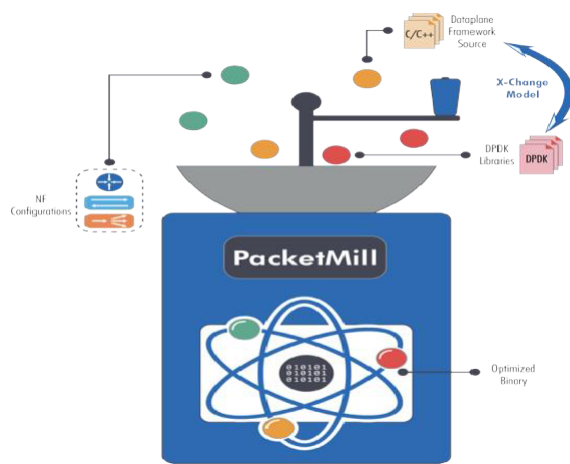 C/C++
Dataplane
Framework
Source
X-Change
Model
DPDK
Libraries
DPDK
NF
Configurations
PacketMill
010101
010101
010101
Optimized
Binary